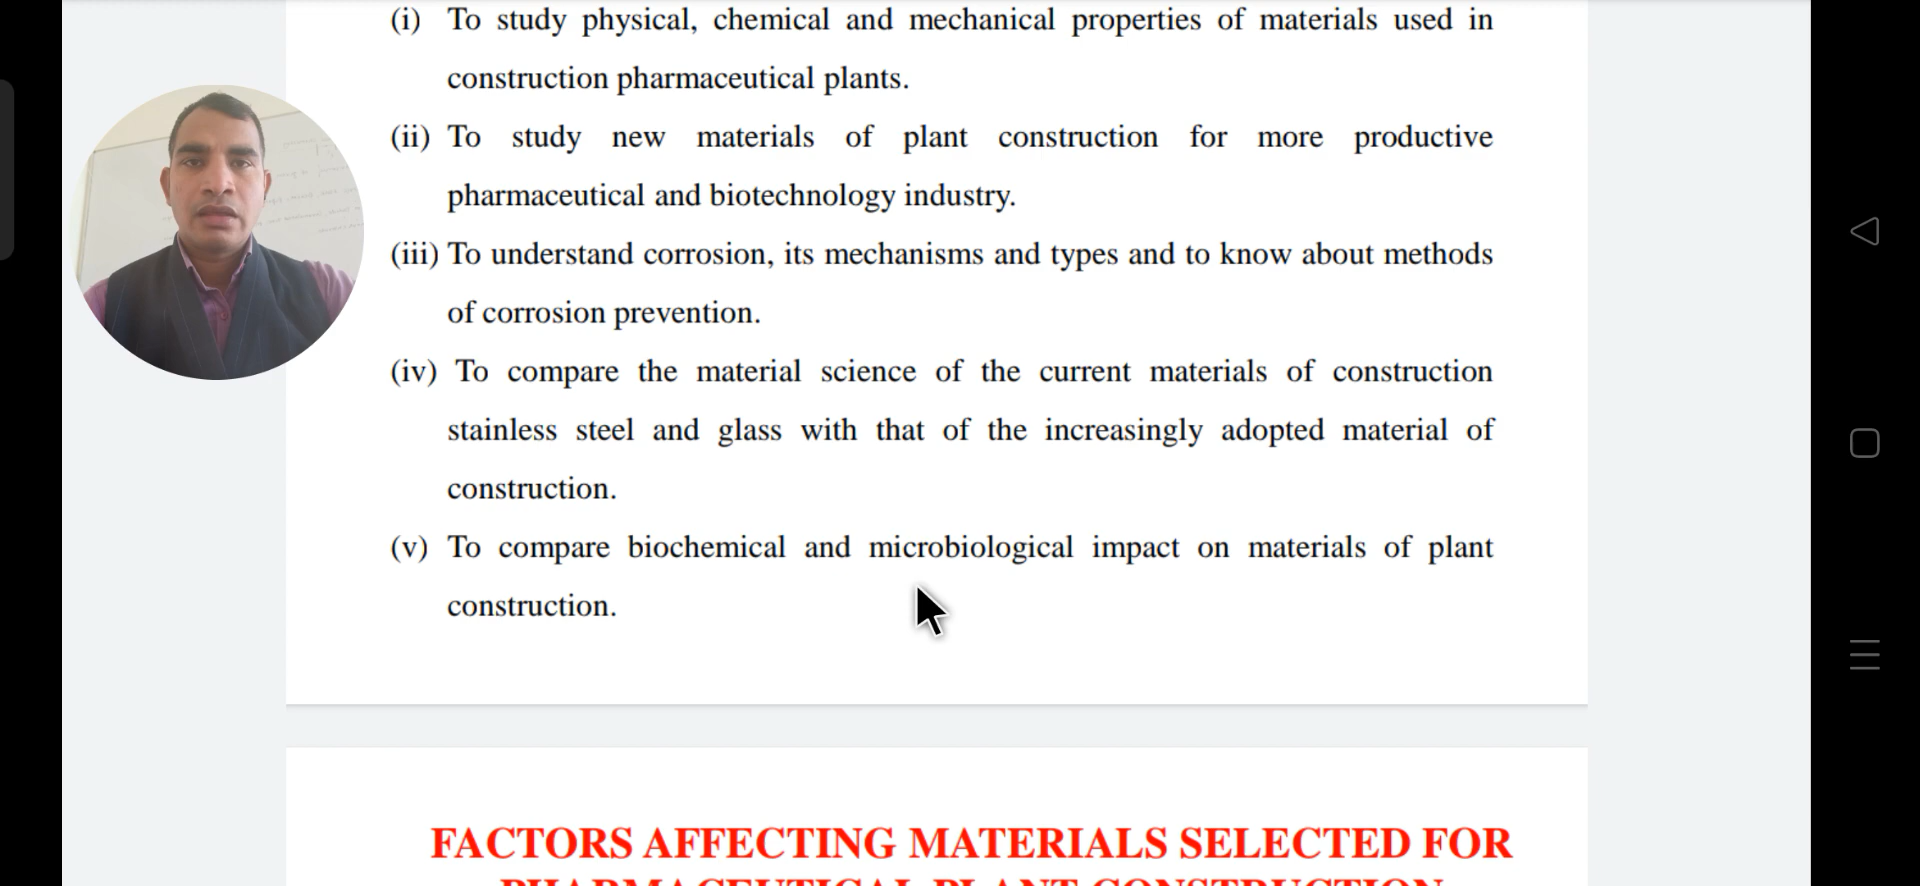 (i) To study physical, chemical and mechanical properties of materials used in
construction pharmaceutical plants.
(ii) To study new materials of plant construction for more productive
pharmaceutical and biotechnology industry.
(iii) To understand corrosion, its mechanisms and types and to know about methods
of corrosion prevention.
(iv) To compare the material science of the current materials of construction
stainless steel and glass with that of the increasingly adopted material of
construction.
(v) To compare biochemical and microbiological impact on materials of plant
construction.
FACTORS AFFECTING MATERIALS SELECTED FOR
PHARMACEUTICAL PLANT CONSTRUCTION